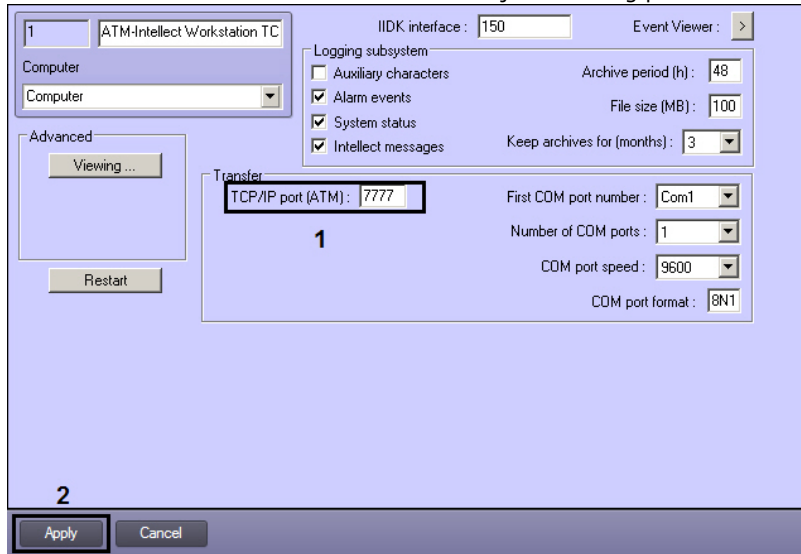 1
ATM-Intellect Workstation TC
IIDK interface : 150
Event Viewer : >
Computer
Computer
Logging subsystem
Auxiliary characters
Alarm events
System status
Intellect messages
Archive period (h) : 48
File size (MB) : 100
Keep archives for (months) : 3
Advanced
Viewing ...
Restart
Transfer
TCP/IP port (ATM) : 7777
1
First COM port number : Com1
Number of COM ports : 1
COM port speed : 9600
COM port format : 8N1
2
Apply
Cancel